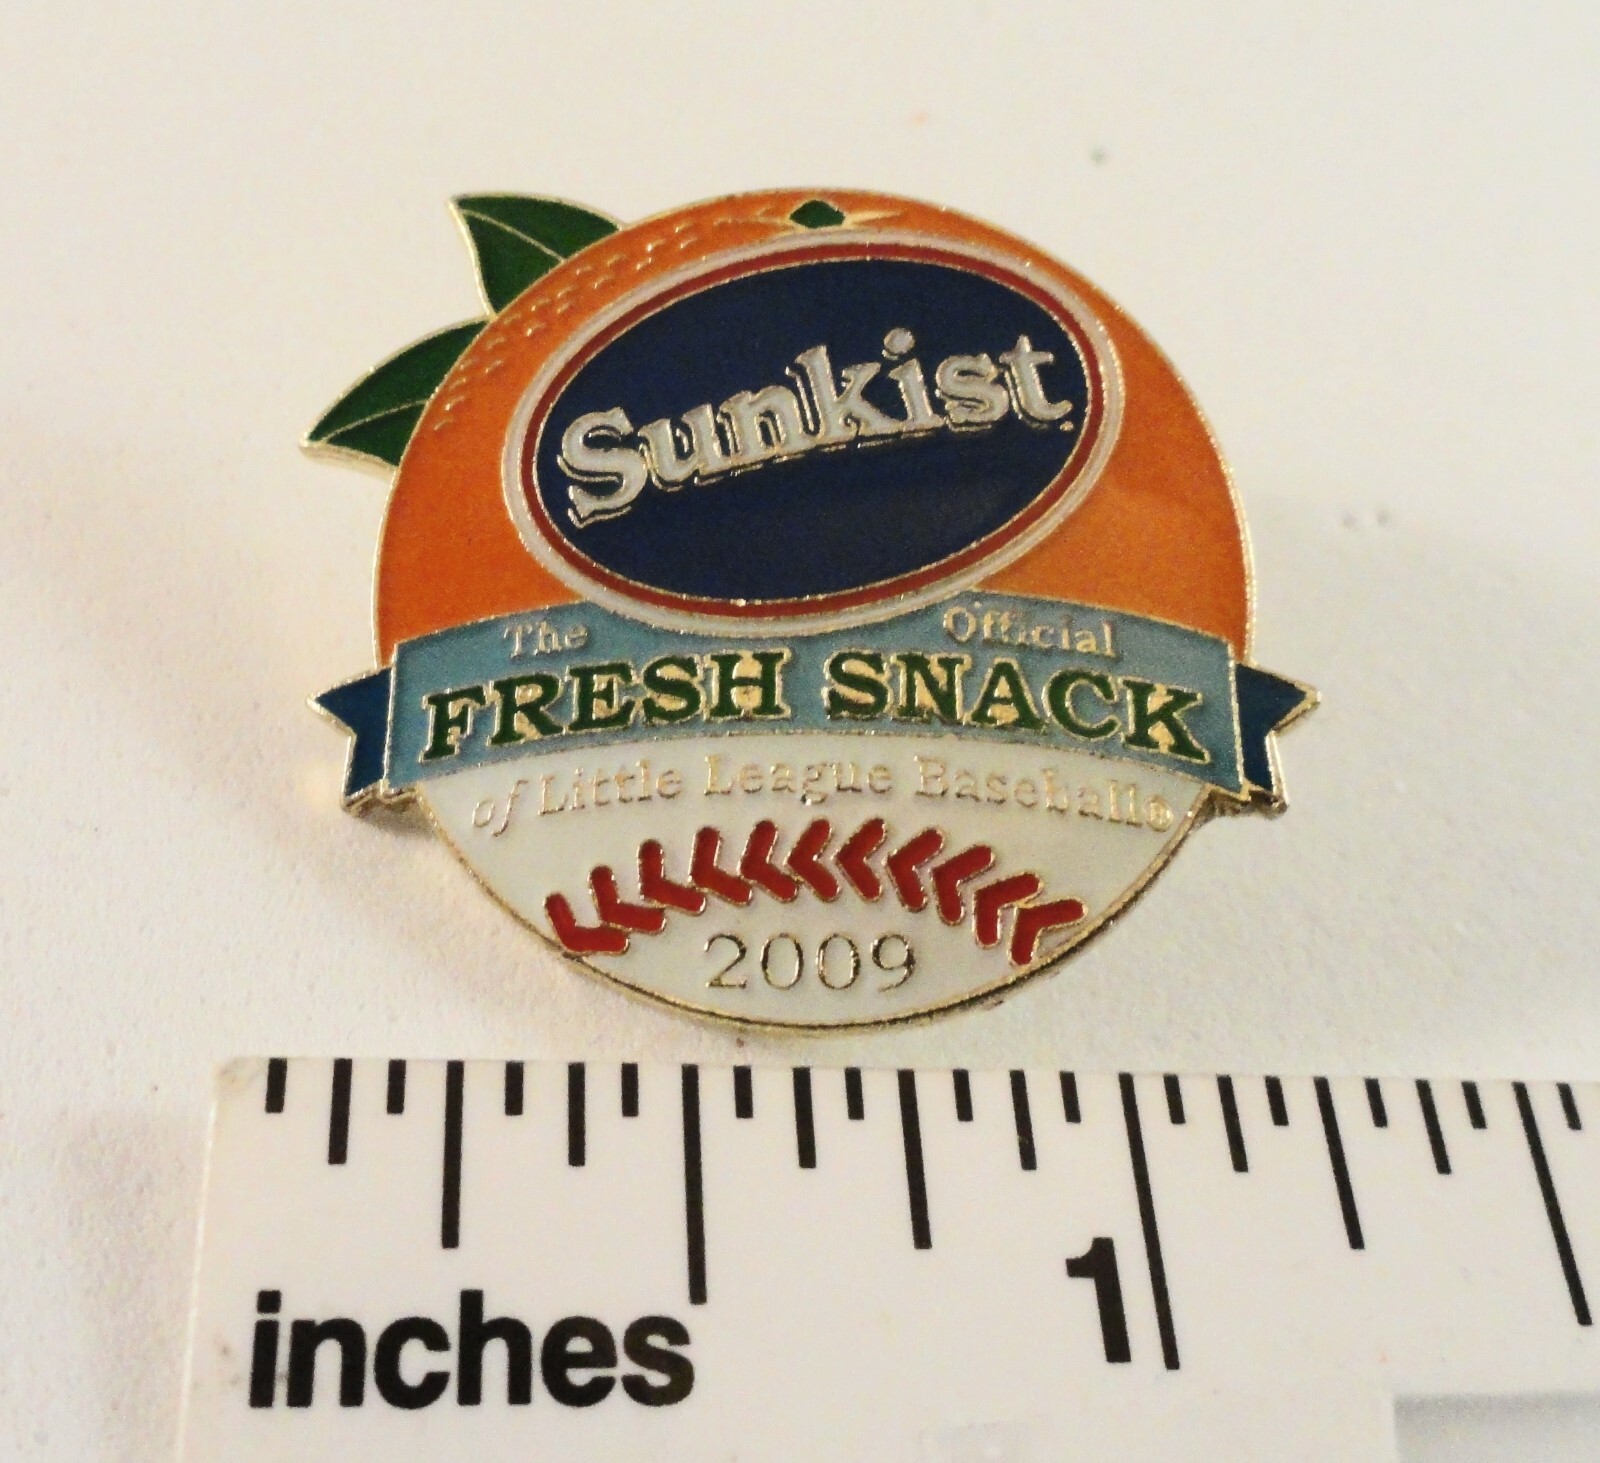 Sunkist.
The Official
FRESH SNACK
of Little League Baseball®
2009
1
inches